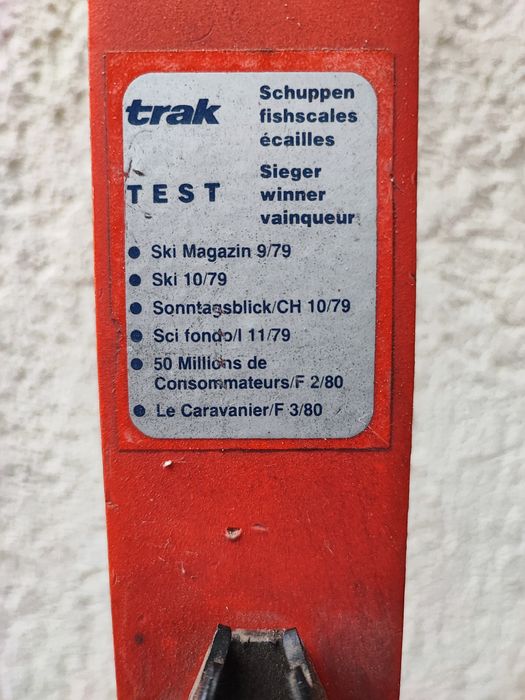 trak
Schuppen
fishscales
écailles
TEST
Sieger
winner
vainqueur
• Ski Magazin 9/79
• Ski 10/79
• Sonntagsblick/CH 10/79
• Sci fondo/I 11/79
• 50 Millions de
Consommateurs/F 2/80
• Le Caravanier/F 3/80